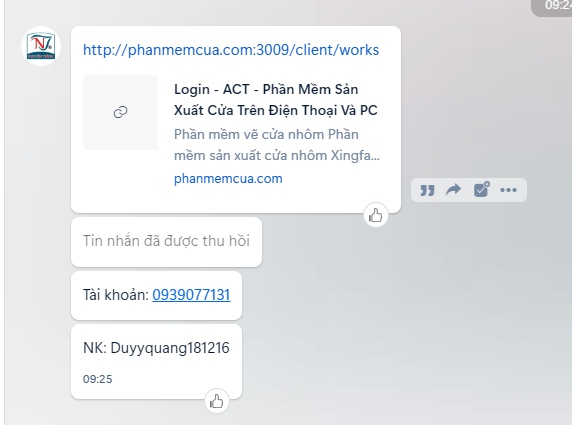 09:24
http://phanmemcua.com:3009/client/works
Login - ACT - Phần Mềm Sản
Xuất Cửa Trên Điện Thoại Và PC
Phần mềm vẽ cửa nhôm Phần
mềm sản xuất cửa nhôm Xingfa...
phanmemcua.com
Tin nhắn đã được thu hồi
Tài khoản: 0939077131
NK: Duyyquang181216
09:25